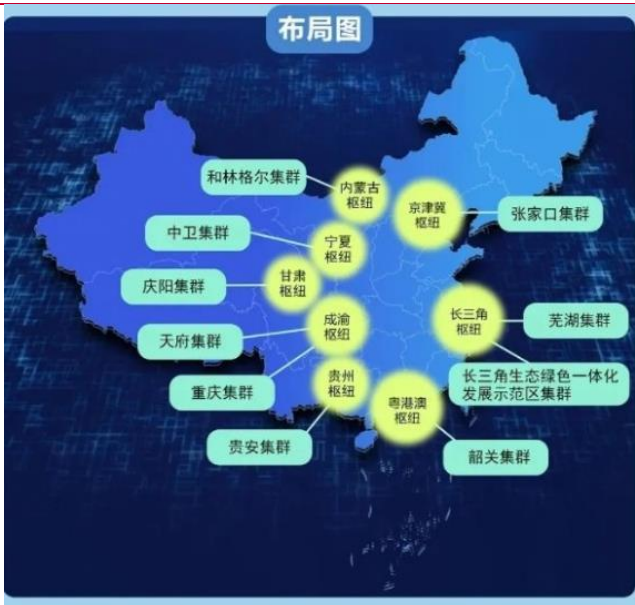 布局图
和林格尔集群
内蒙古
枢纽
京津冀
枢纽
张家口集群
中卫集群
宁夏
枢纽
庆阳集群
甘肃
枢纽
天府集群
成渝
枢纽
长三角
枢纽
芜湖集群
重庆集群
贵州
枢纽
长三角生态绿色一体化
发展示范区集群
粤港澳
枢纽
贵安集群
韶关集群